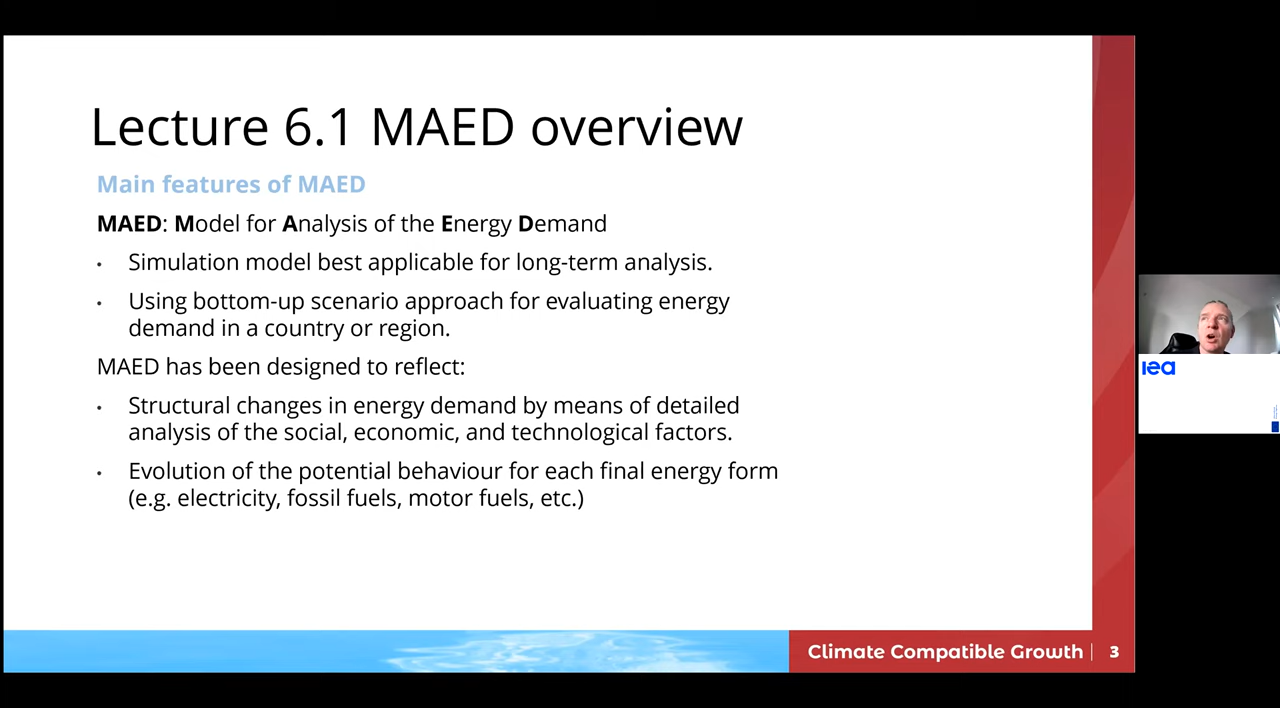 Lecture 6.1 MAED overview
Main features of MAED
MAED: Model for Analysis of the Energy Demand
• Simulation model best applicable for long-term analysis.
• Using bottom-up scenario approach for evaluating energy
demand in a country or region.
MAED has been designed to reflect:
• Structural changes in energy demand by means of detailed
analysis of the social, economic, and technological factors.
• Evolution of the potential behaviour for each final energy form
(e.g. electricity, fossil fuels, motor fuels, etc.)
iea
Climate Compatible Growth | 3